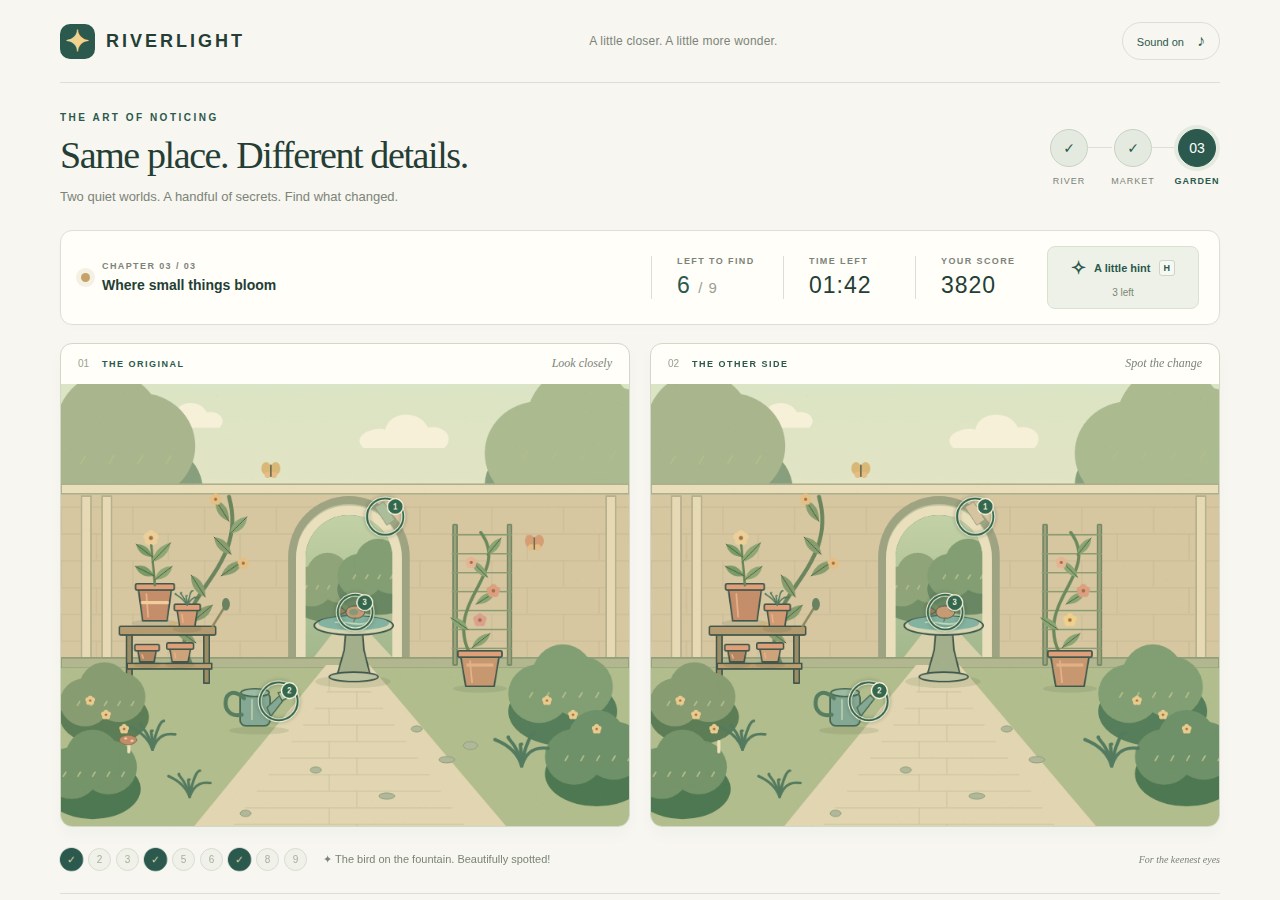 RIVERLIGHT
A little closer. A little more wonder.
Sound on ♪
THE ART OF NOTICING
Same place. Different details.
Two quiet worlds. A handful of secrets. Find what changed.
✓ ✓ 03
RIVER MARKET GARDEN
CHAPTER 03 / 03
Where small things bloom
LEFT TO FIND
6 / 9
TIME LEFT
01:42
YOUR SCORE
3820
A little hint H
3 left
01 THE ORIGINAL Look closely
02 THE OTHER SIDE Spot the change
1
3
2
1
3
2
✓ 2 3 ✓ 5 6 ✓ 8 9 ✦ The bird on the fountain. Beautifully spotted!
For the keenest eyes